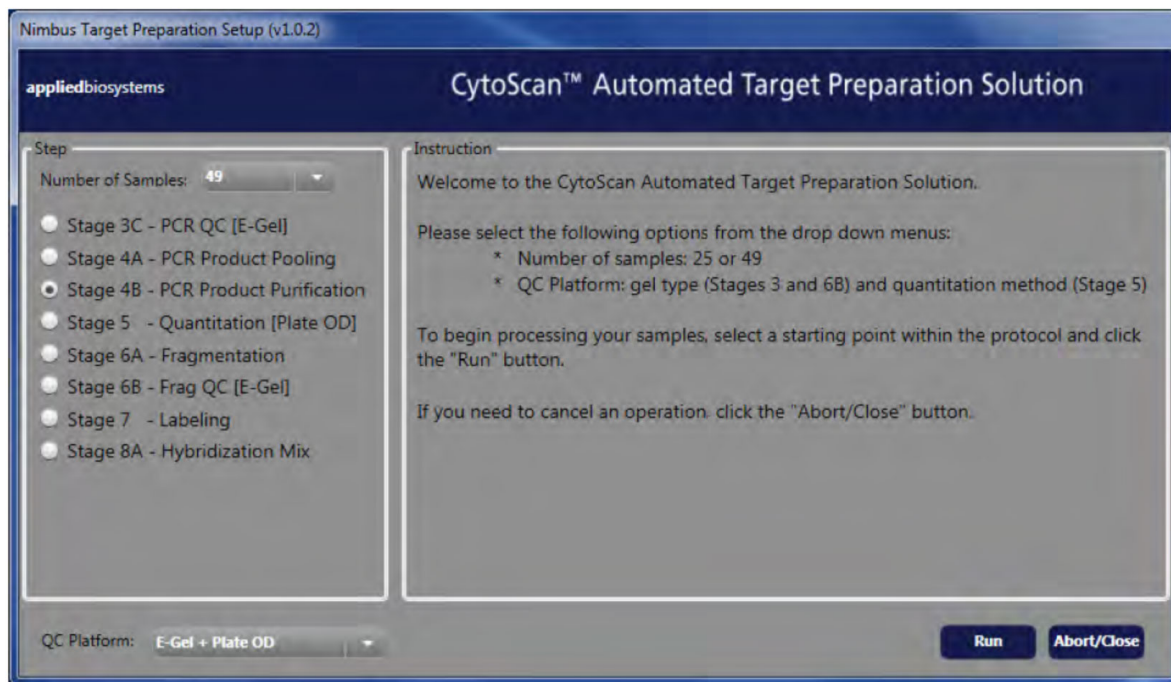 Nimbus Target Preparation Setup (v1.0.2)
appliedbiosystems
CytoScan™ Automated Target Preparation Solution
Step
Number of Samples: 49
Stage 3C - PCR QC [E-Gel]
Stage 4A - PCR Product Pooling
Stage 4B - PCR Product Purification
Stage 5 - Quantitation [Plate OD]
Stage 6A - Fragmentation
Stage 6B - Frag QC [E-Gel]
Stage 7 - Labeling
Stage 8A - Hybridization Mix
Instruction
Welcome to the CytoScan Automated Target Preparation Solution.
Please select the following options from the drop down menus:
* Number of samples: 25 or 49
* QC Platform: gel type (Stages 3 and 6B) and quantitation method (Stage 5)
To begin processing your samples, select a starting point within the protocol and click
the "Run" button.
If you need to cancel an operation, click the "Abort/Close" button.
QC Platform: E-Gel + Plate OD
Run
Abort/Close